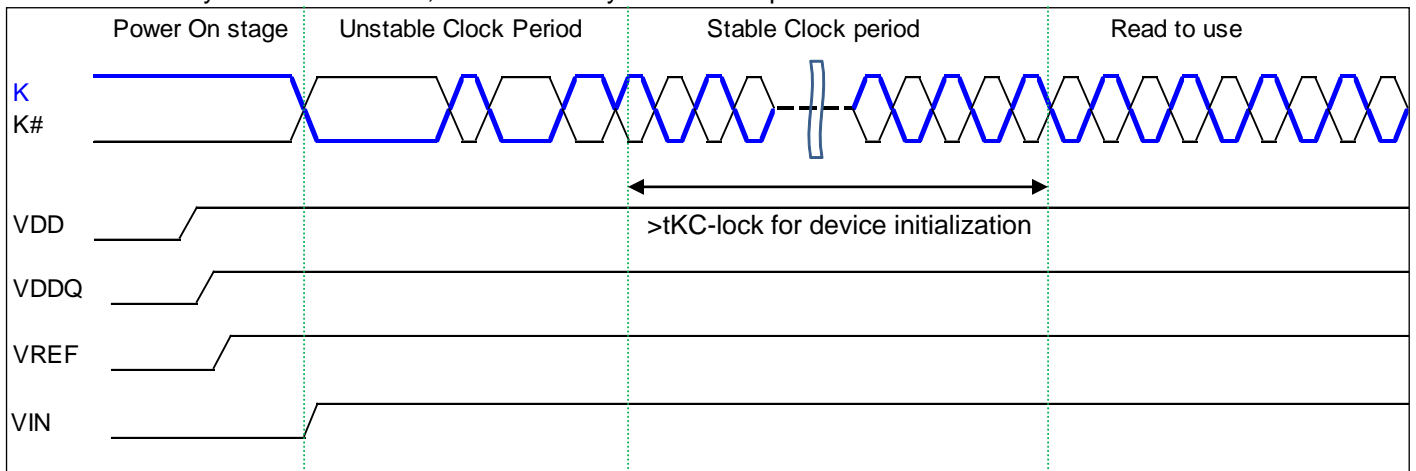 Power On stage Unstable Clock Period Stable Clock period Read to use
K
K#
VDD
>tKC-lock for device initialization
VDDQ
VREF
VIN